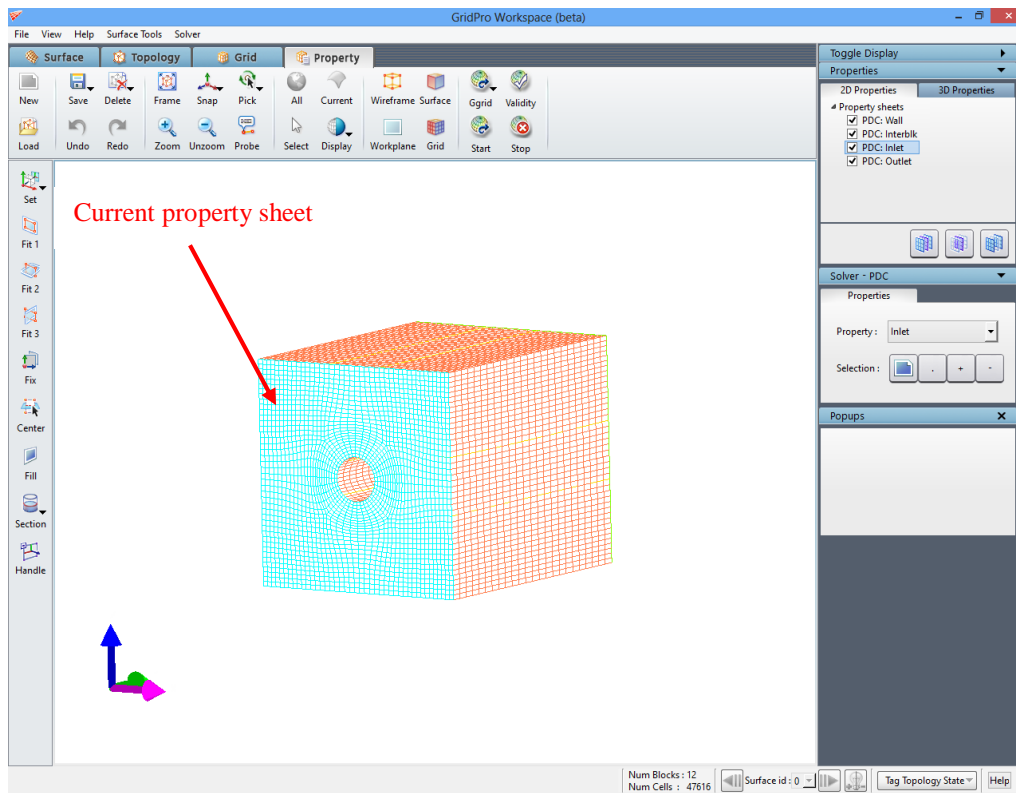 GridPro Workspace (beta)
File View Help Surface Tools Solver
Surface Topology Grid Property
New Save Delete Frame Snap Pick All Current Wireframe Surface Ggrid Validity
Load Undo Redo Zoom Unzoom Probe Select Display Workplane Grid Start Stop
Set
Fit 1
Fit 2
Fit 3
Fix
Center
Fill
Section
Handle
Current property sheet
Toggle Display
Properties
2D Properties 3D Properties
Property sheets
PDC: Wall
PDC: Interblk
PDC: Inlet
PDC: Outlet
Solver - PDC
Properties
Property : Inlet
Selection : . + -
Popups X
Num Blocks : 12
Num Cells : 47616
Surface id : 0
Tag Topology State
Help